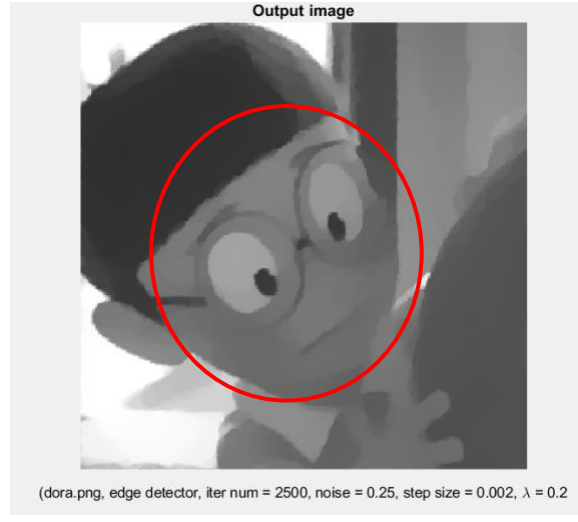 Output image
(dora.png, edge detector, iter num = 2500, noise = 0.25, step size = 0.002, λ = 0.2